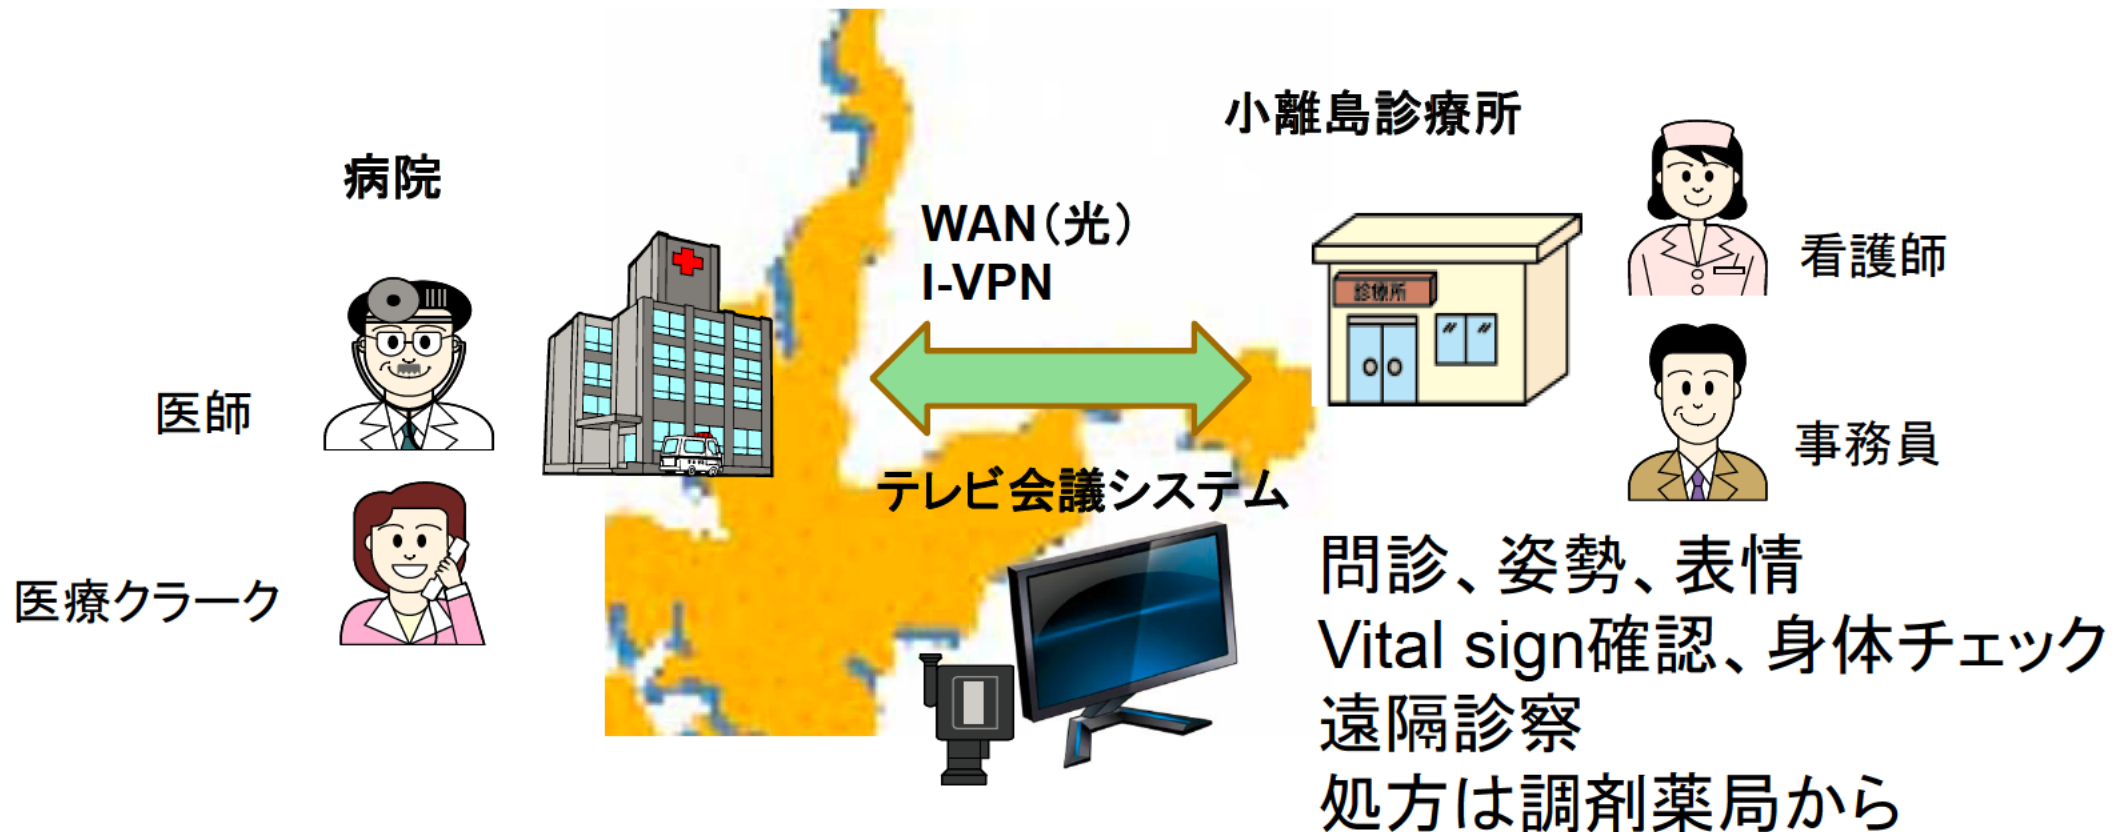 病院
医師
医療クラーク
WAN（光）
I-VPN
テレビ会議システム
小離島診療所
診療所
看護師
事務員
問診、姿勢、表情
Vital sign確認、身体チェック
遠隔診察
処方は調剤薬局から